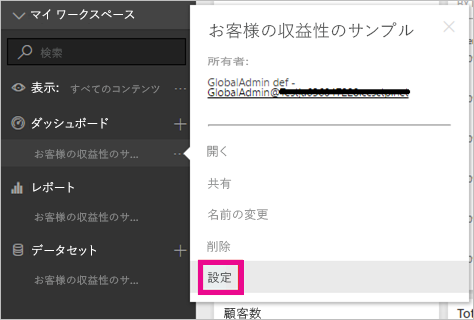 マイ ワークスペース
検索
表示: すべてのコンテンツ ...
ダッシュボード
お客様の収益性のサ... ...
レポート
お客様の収益性のサ...
データセット
お客様の収益性のサ...
お客様の収益性のサンプル
所有者:
GlobalAdmin def -
GlobalAdmin@
開く
共有
名前の変更
削除
設定
顧客数
Tot